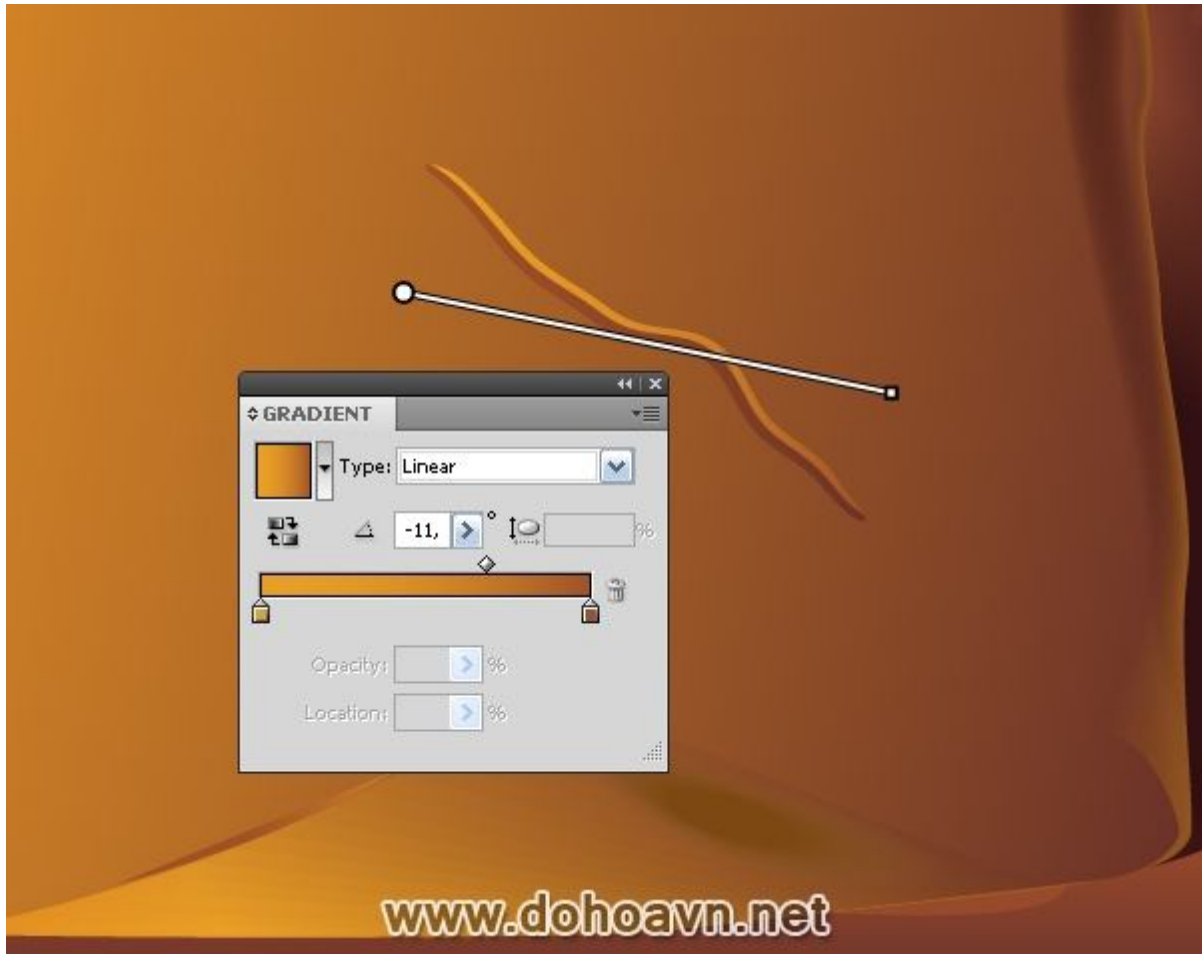 GRADIENT
Type: Linear
-11, ° %
Opacity: %
Location: %
www.dohoavn.net